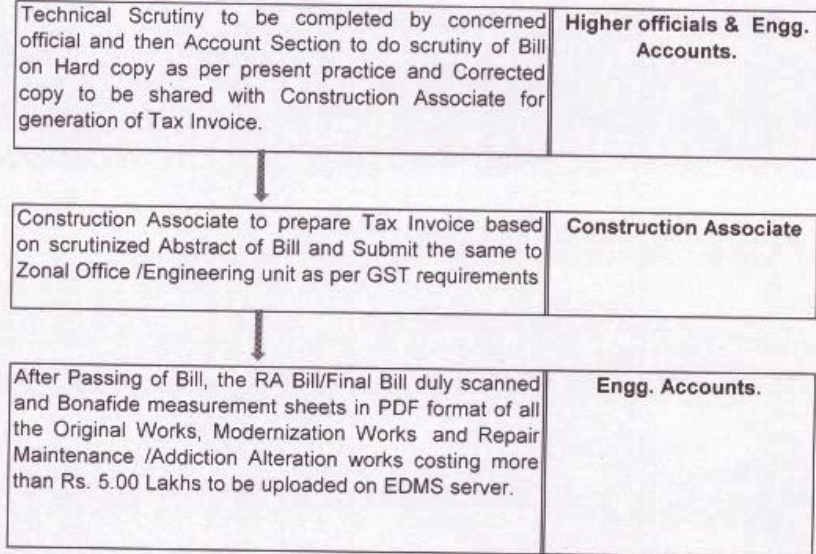 Technical Scrutiny to be completed by concerned
official and then Account Section to do scrutiny of Bill
on Hard copy as per present practice and Corrected
copy to be shared with Construction Associate for
generation of Tax Invoice.
Higher officials & Engg.
Accounts.
Construction Associate to prepare Tax Invoice based
on scrutinized Abstract of Bill and Submit the same to
Zonal Office /Engineering unit as per GST requirements
Construction Associate
After Passing of Bill, the RA Bill/Final Bill duly scanned
and Bonafide measurement sheets in PDF format of all
the Original Works, Modernization Works and Repair
Maintenance /Addiction Alteration works costing more
than Rs. 5.00 Lakhs to be uploaded on EDMS server.
Engg. Accounts.